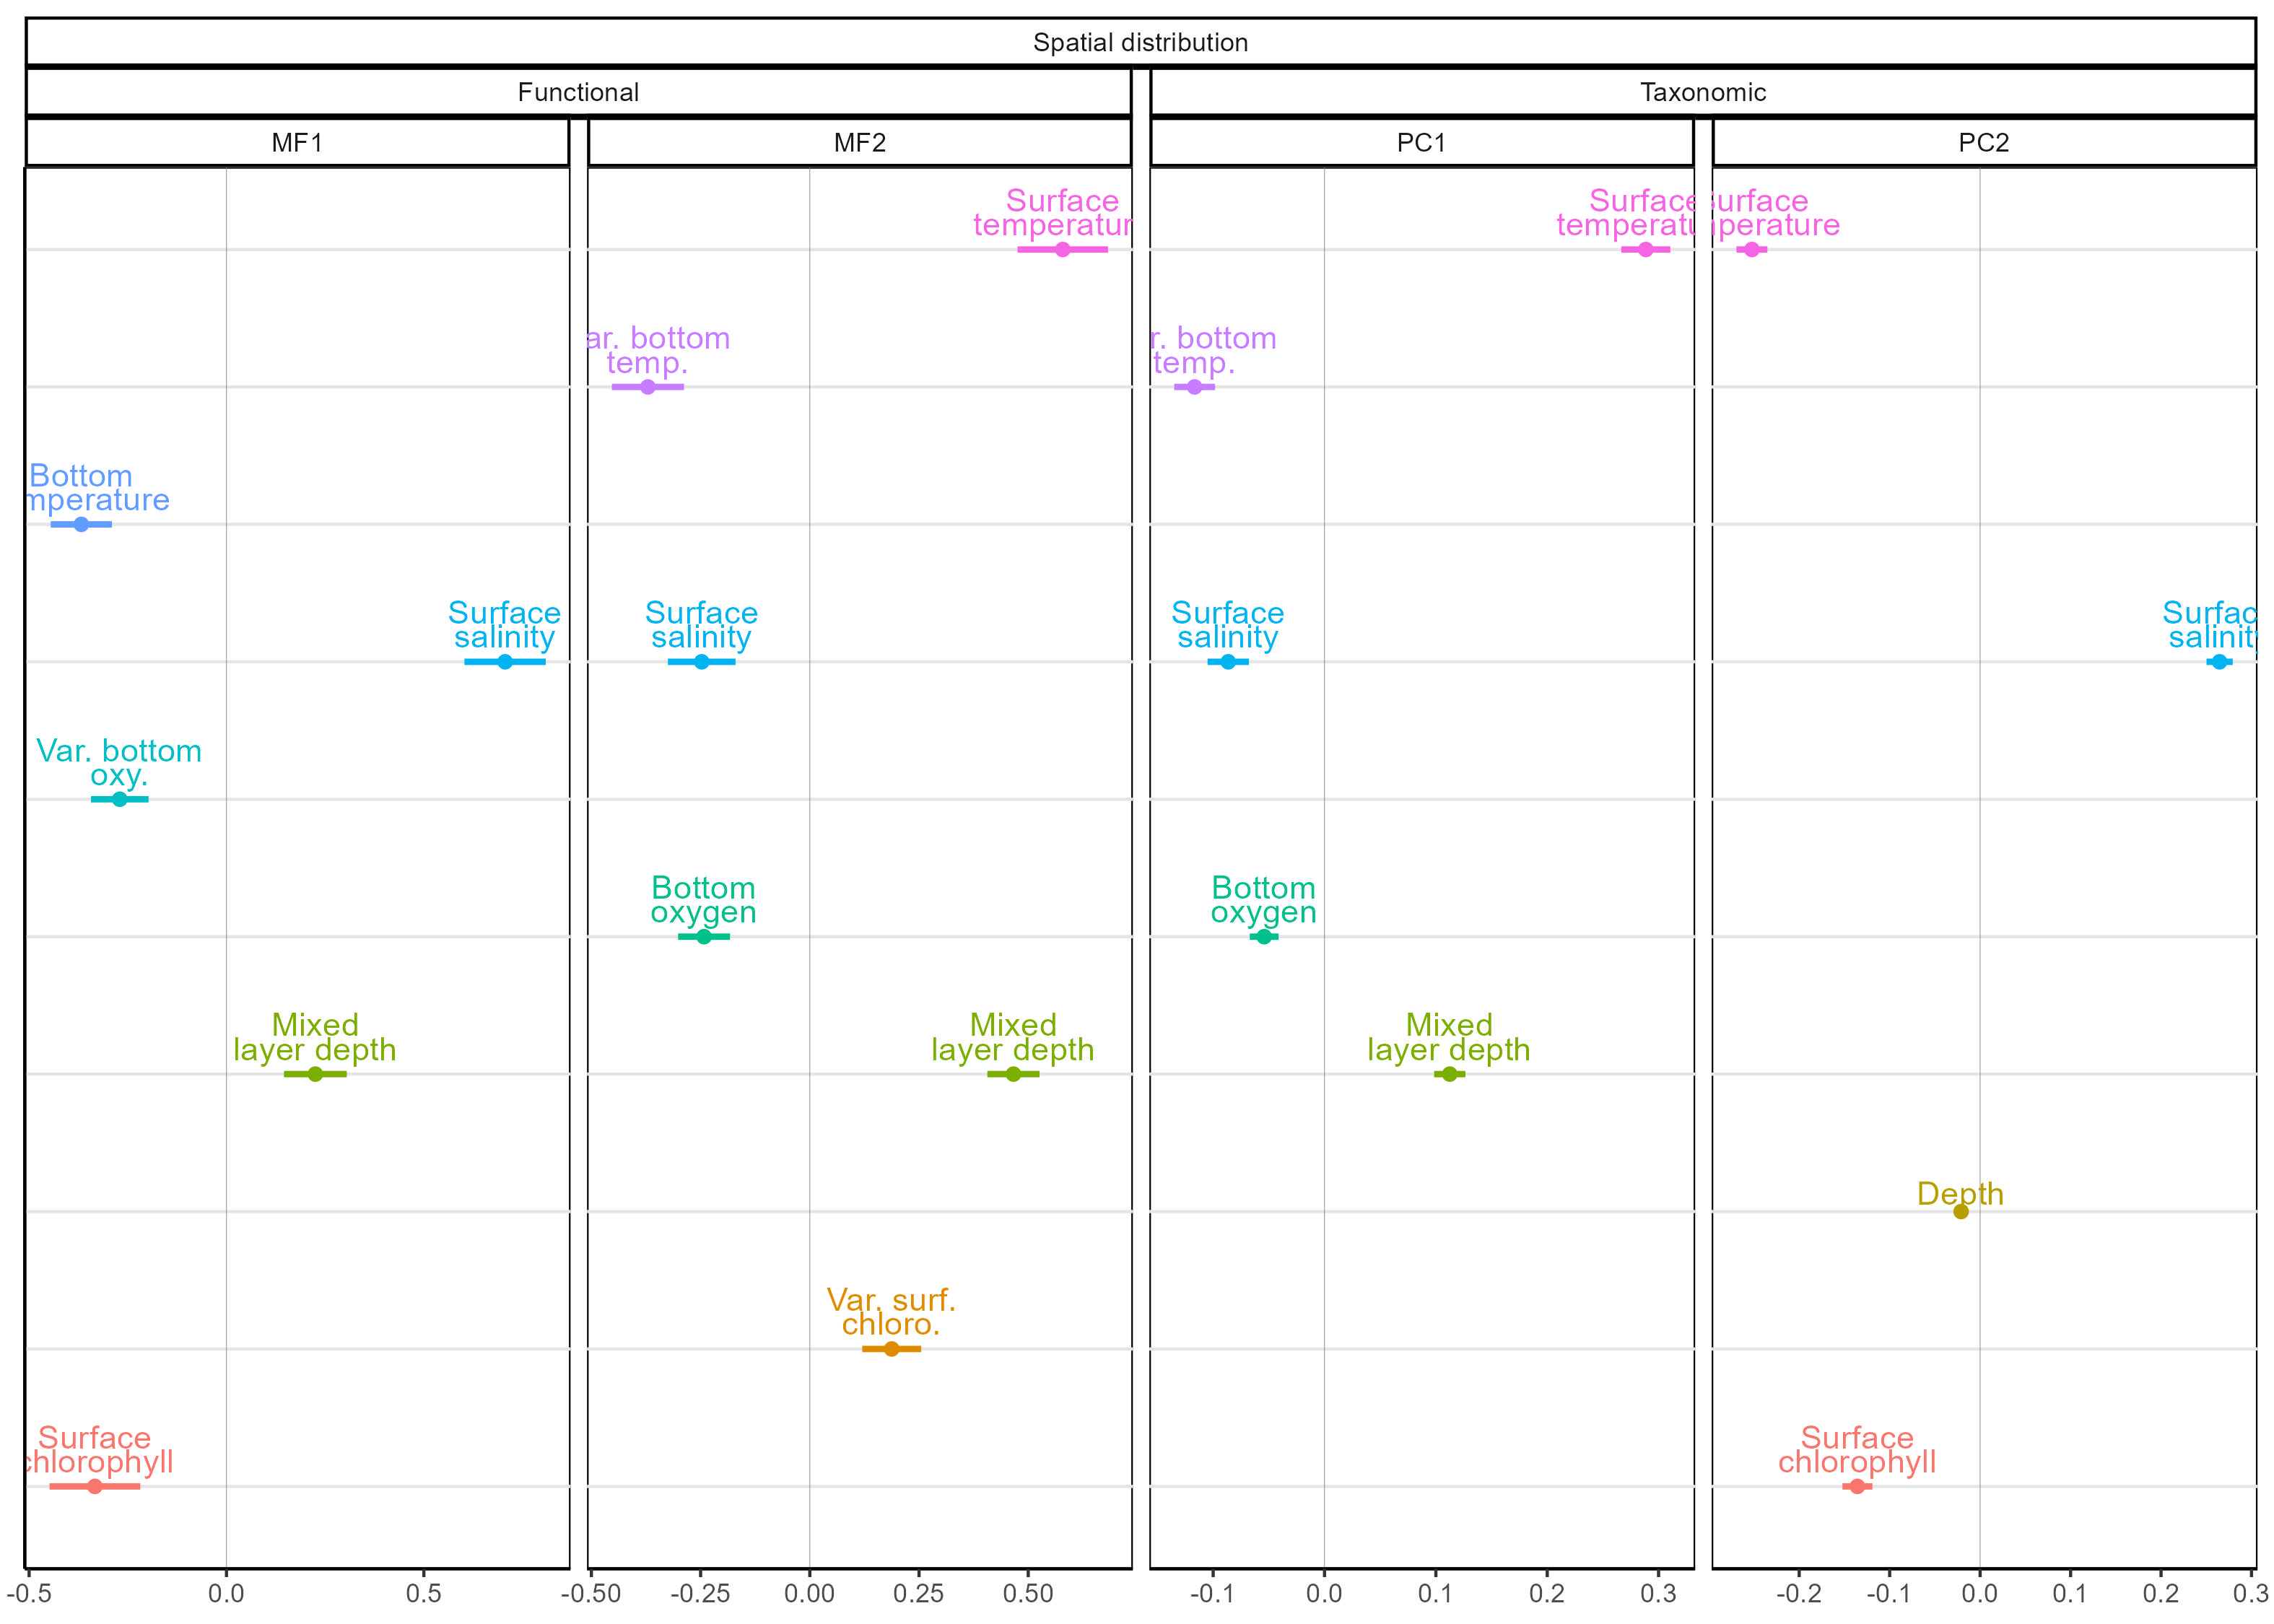 Spatial distribution
Functional
Taxonomic
MF1
MF2
PC1
PC2
Surface
temperatur
Surface
temperatu
urface
perature
ar. bottom
temp.
r. bottom
temp.
Bottom
mperature
Surface
salinity
Surface
salinity
Surface
salinity
Surfac
salinit
Var. bottom
oxy.
Bottom
oxygen
Bottom
oxygen
Mixed
layer depth
Mixed
layer depth
Mixed
layer depth
Depth
Var. surf.
chloro.
Surface
chlorophyll
Surface
chlorophyll
-0.5 0.0 0.5
-0.50 -0.25 0.00 0.25 0.50
-0.1 0.0 0.1 0.2 0.3
-0.2 -0.1 0.0 0.1 0.2 0.3